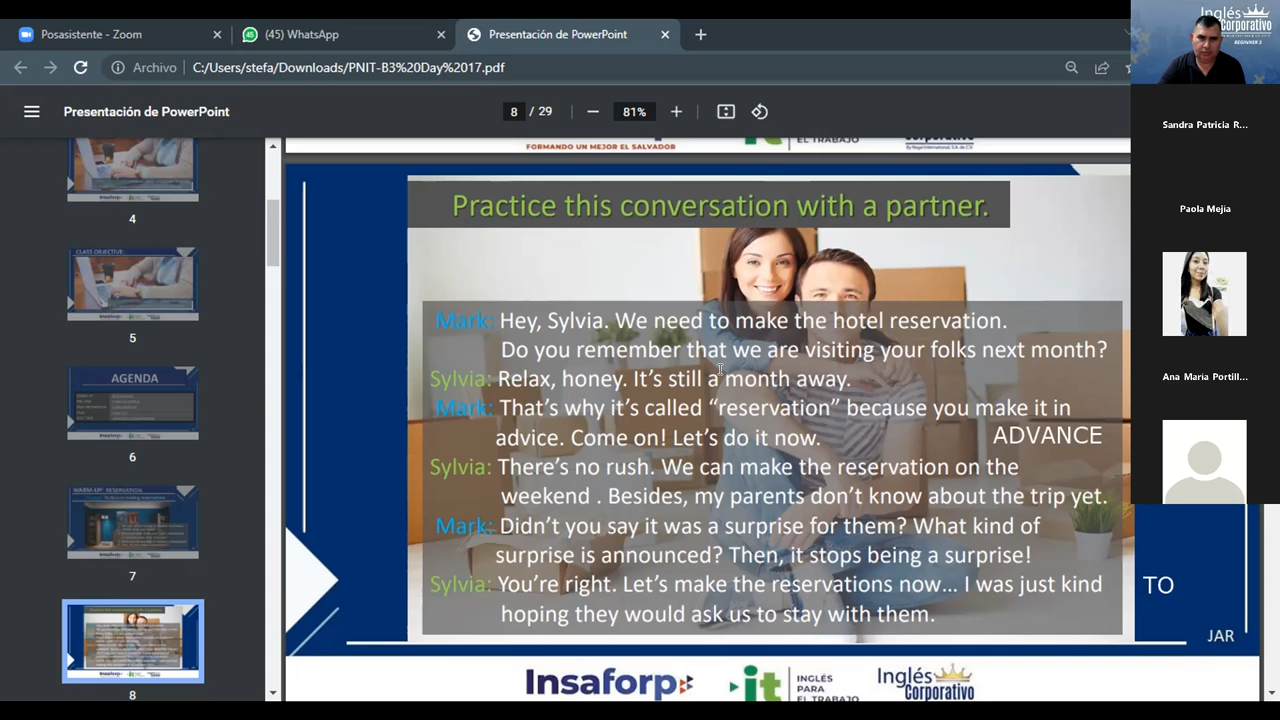 Posasistente - Zoom
(45) WhatsApp
Presentación de PowerPoint
Archivo
C:/Users/stefa/Downloads/PNIT-B3%20Day%2017.pdf
Presentación de PowerPoint
8 / 29
81%
Inglés
Corporativo
BEGINNER 3
Sandra Patricia R...
Paola Mejia
Ana Maria Portill...
4
CLASS OBJECTIVE:
5
AGENDA
6
WARM-UP: RESERVATION
7
8
FORMANDO UN MEJOR EL SALVADOR
EL TRABAJO
Practice this conversation with a partner.
Mark: Hey, Sylvia. We need to make the hotel reservation.
Do you remember that we are visiting your folks next month?
Sylvia: Relax, honey. It's still a month away.
Mark: That's why it's called “reservation” because you make it in
advice. Come on! Let's do it now.
ADVANCE
Sylvia: There's no rush. We can make the reservation on the
weekend . Besides, my parents don't know about the trip yet.
Mark: Didn't you say it was a surprise for them? What kind of
surprise is announced? Then, it stops being a surprise!
Sylvia: You're right. Let's make the reservations now... I was just kind
hoping they would ask us to stay with them.
TO
JAR
Insaforp
it
INGLÉS
PARA
EL TRABAJO
Inglés
Corporativo